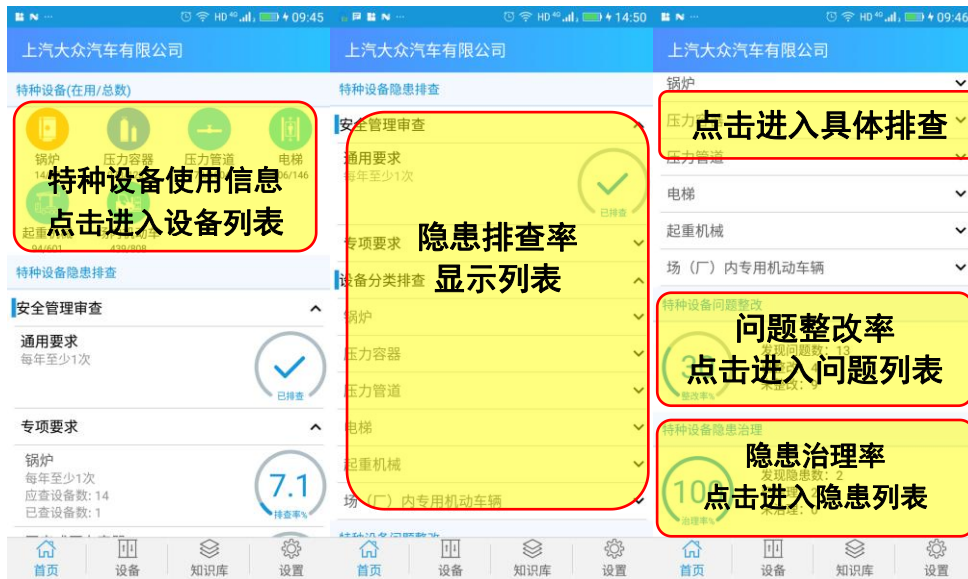 HD 4G 09:45
上汽大众汽车有限公司
特种设备(在用/总数)
锅炉
压力容器
压力管道
电梯
特种设备使用信息
点击进入设备列表
94/601
439/808
特种设备隐患排查
安全管理审查
通用要求
每年至少1次
已排查
专项要求
锅炉
每年至少1次
应查设备数: 14
已查设备数: 1
7.1
排查率%
首页
设备
知识库
设置
HD 4G 14:50
上汽大众汽车有限公司
特种设备隐患排查
安全管理审查
通用要求
每年至少1次
已排查
专项要求
隐患排查率
显示列表
设备分类排查
锅炉
压力容器
压力管道
电梯
起重机械
场（厂）内专用机动车辆
首页
设备
知识库
设置
HD 4G 09:46
上汽大众汽车有限公司
锅炉
点击进入具体排查
压力管道
电梯
起重机械
场（厂）内专用机动车辆
特种设备问题整改
问题整改率
点击进入问题列表
发现问题数: 13
未整改: 9
整改率%
特种设备隐患治理
隐患治理率
点击进入隐患列表
发现隐患数: 2
未治理: 0
100
治理率%
首页
设备
知识库
设置